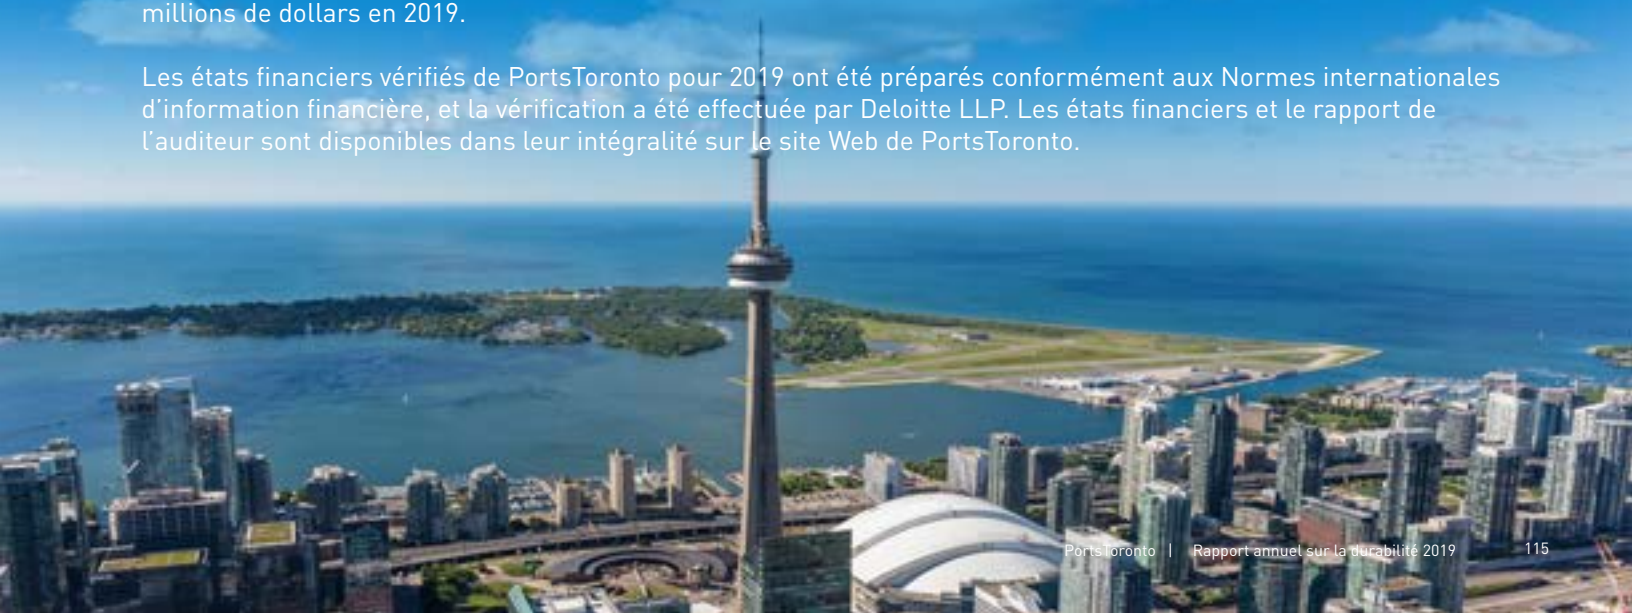 millions de dollars en 2019.
Les états financiers vérifiés de PortsToronto pour 2019 ont été préparés conformément aux Normes internationales
d'information financière, et la vérification a été effectuée par Deloitte LLP. Les états financiers et le rapport de
l'auditeur sont disponibles dans leur intégralité sur le site Web de PortsToronto.
PortsToronto | Rapport annuel sur la durabilité 2019 115